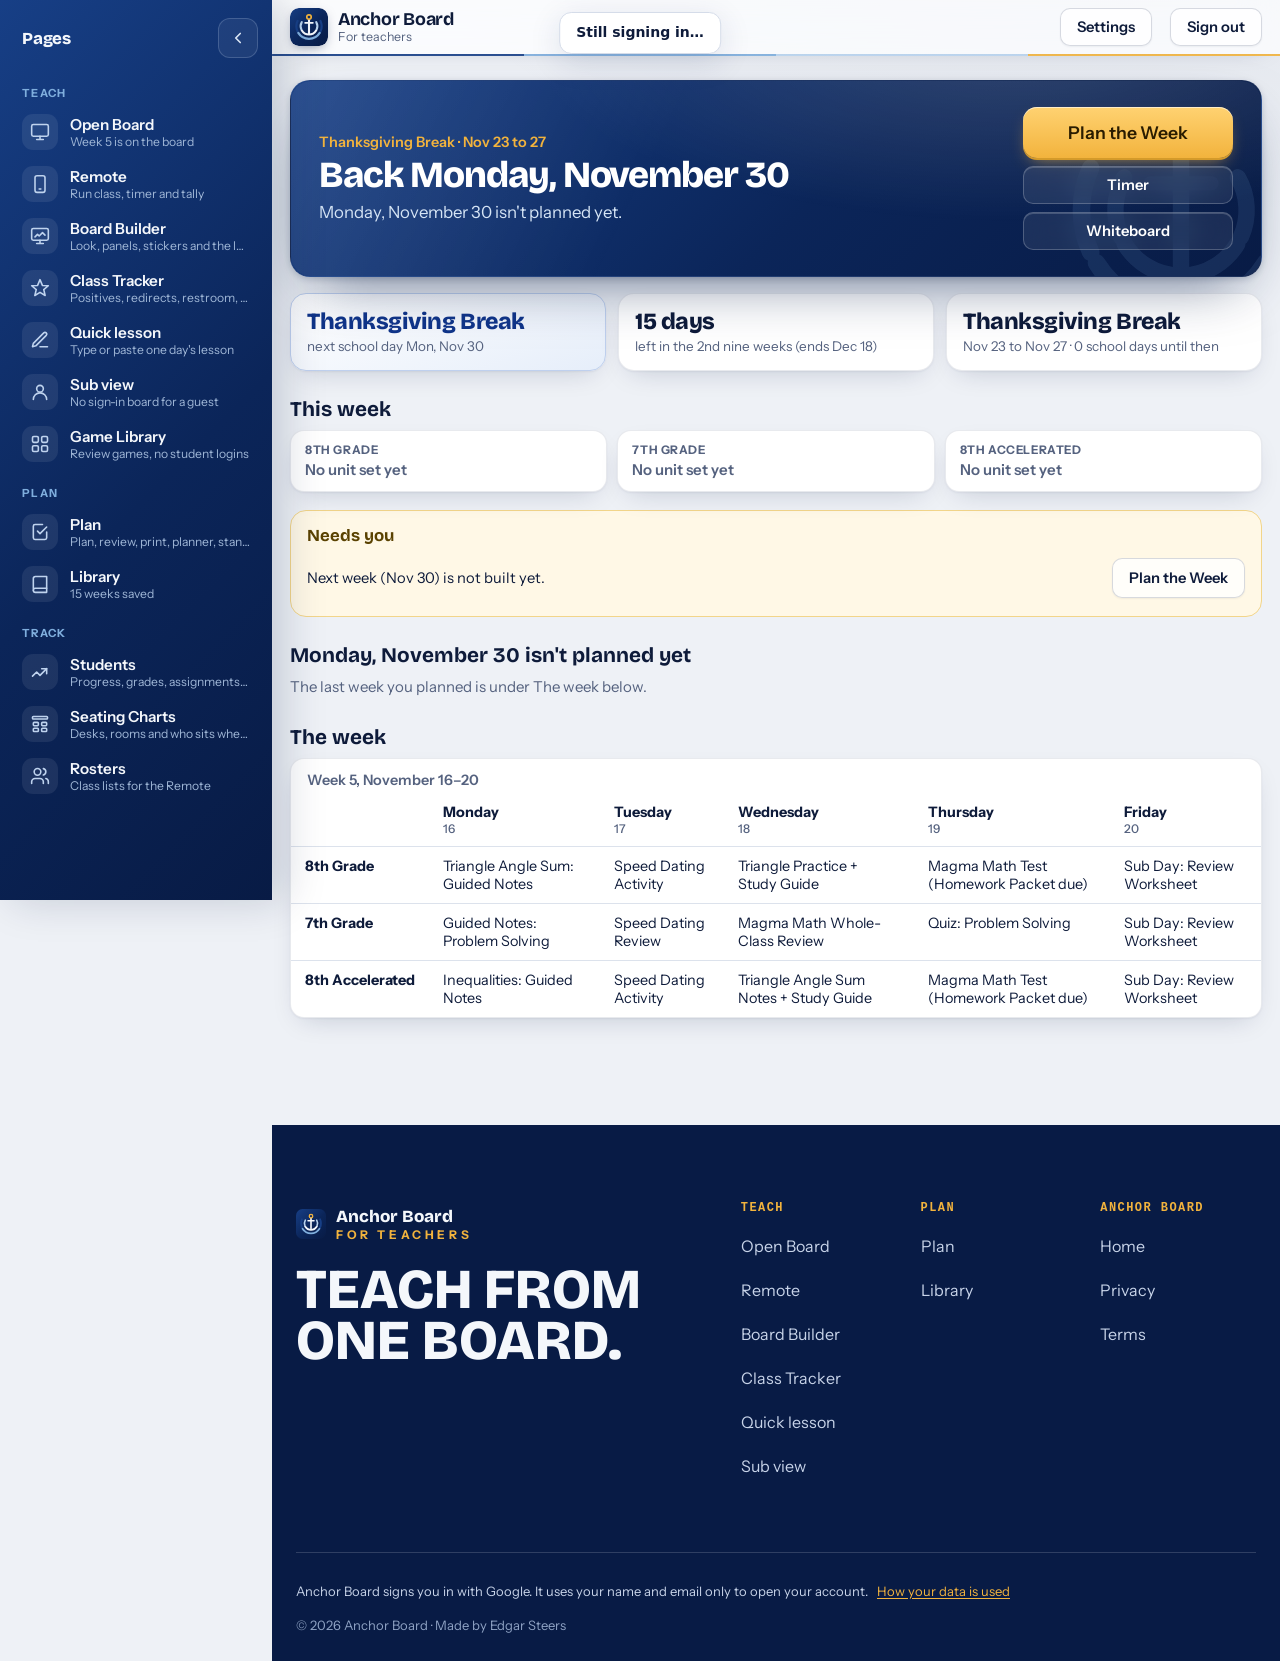 Pages
TEACH
Open Board
Week 5 is on the board
Remote
Run class, timer and tally
Board Builder
Look, panels, stickers and the l...
Class Tracker
Positives, redirects, restroom, ...
Quick lesson
Type or paste one day's lesson
Sub view
No sign-in board for a guest
Game Library
Review games, no student logins
PLAN
Plan
Plan, review, print, planner, stan...
Library
15 weeks saved
TRACK
Students
Progress, grades, assignments...
Seating Charts
Desks, rooms and who sits whe...
Rosters
Class lists for the Remote
Anchor Board
For teachers
Still signing in...
Settings
Sign out
Thanksgiving Break · Nov 23 to 27
Back Monday, November 30
Monday, November 30 isn't planned yet.
Plan the Week
Timer
Whiteboard
Thanksgiving Break
next school day Mon, Nov 30
15 days
left in the 2nd nine weeks (ends Dec 18)
Thanksgiving Break
Nov 23 to Nov 27 · 0 school days until then
This week
8TH GRADE
No unit set yet
7TH GRADE
No unit set yet
8TH ACCELERATED
No unit set yet
Needs you
Next week (Nov 30) is not built yet.
Plan the Week
Monday, November 30 isn't planned yet
The last week you planned is under The week below.
The week
Week 5, November 16–20
Monday Tuesday Wednesday Thursday Friday
16 17 18 19 20
8th Grade Triangle Angle Sum: Speed Dating Triangle Practice + Magma Math Test Sub Day: Review
Guided Notes Activity Study Guide (Homework Packet due) Worksheet
7th Grade Guided Notes: Speed Dating Magma Math Whole- Quiz: Problem Solving Sub Day: Review
Problem Solving Review Class Review Worksheet
8th Accelerated Inequalities: Guided Speed Dating Triangle Angle Sum Magma Math Test Sub Day: Review
Notes Activity Notes + Study Guide (Homework Packet due) Worksheet
Anchor Board
FOR TEACHERS
TEACH FROM
ONE BOARD.
TEACH
Open Board
Remote
Board Builder
Class Tracker
Quick lesson
Sub view
PLAN
Plan
Library
ANCHOR BOARD
Home
Privacy
Terms
Anchor Board signs you in with Google. It uses your name and email only to open your account. How your data is used
© 2026 Anchor Board · Made by Edgar Steers